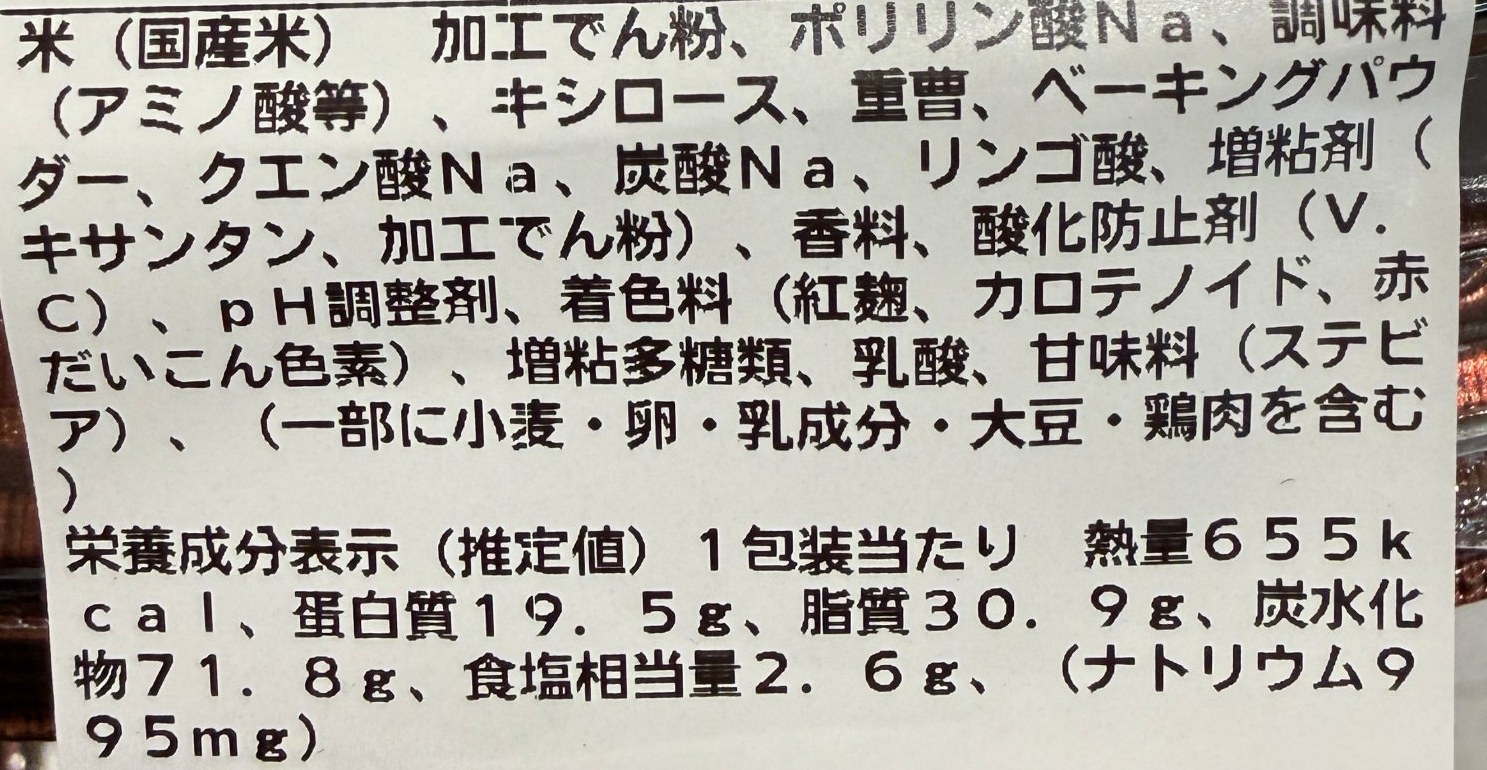 米（国産米）　加工でん粉、ポリリン酸Ｎａ、調味料
（アミノ酸等）、キシロース、重曹、ベーキングパウ
ダー、クエン酸Ｎａ、炭酸Ｎａ、リンゴ酸、増粘剤（
キサンタン、加工でん粉）、香料、酸化防止剤（Ｖ．
Ｃ）、ｐＨ調整剤、着色料（紅麹、カロテノイド、赤
だいこん色素）、増粘多糖類、乳酸、甘味料（ステビ
ア）、（一部に小麦・卵・乳成分・大豆・鶏肉を含む
）
栄養成分表示（推定値）１包装当たり　熱量６５５ｋ
ｃａｌ、蛋白質１９．５ｇ、脂質３０．９ｇ、炭水化
物７１．８ｇ、食塩相当量２．６ｇ、（ナトリウム９
９５ｍｇ）